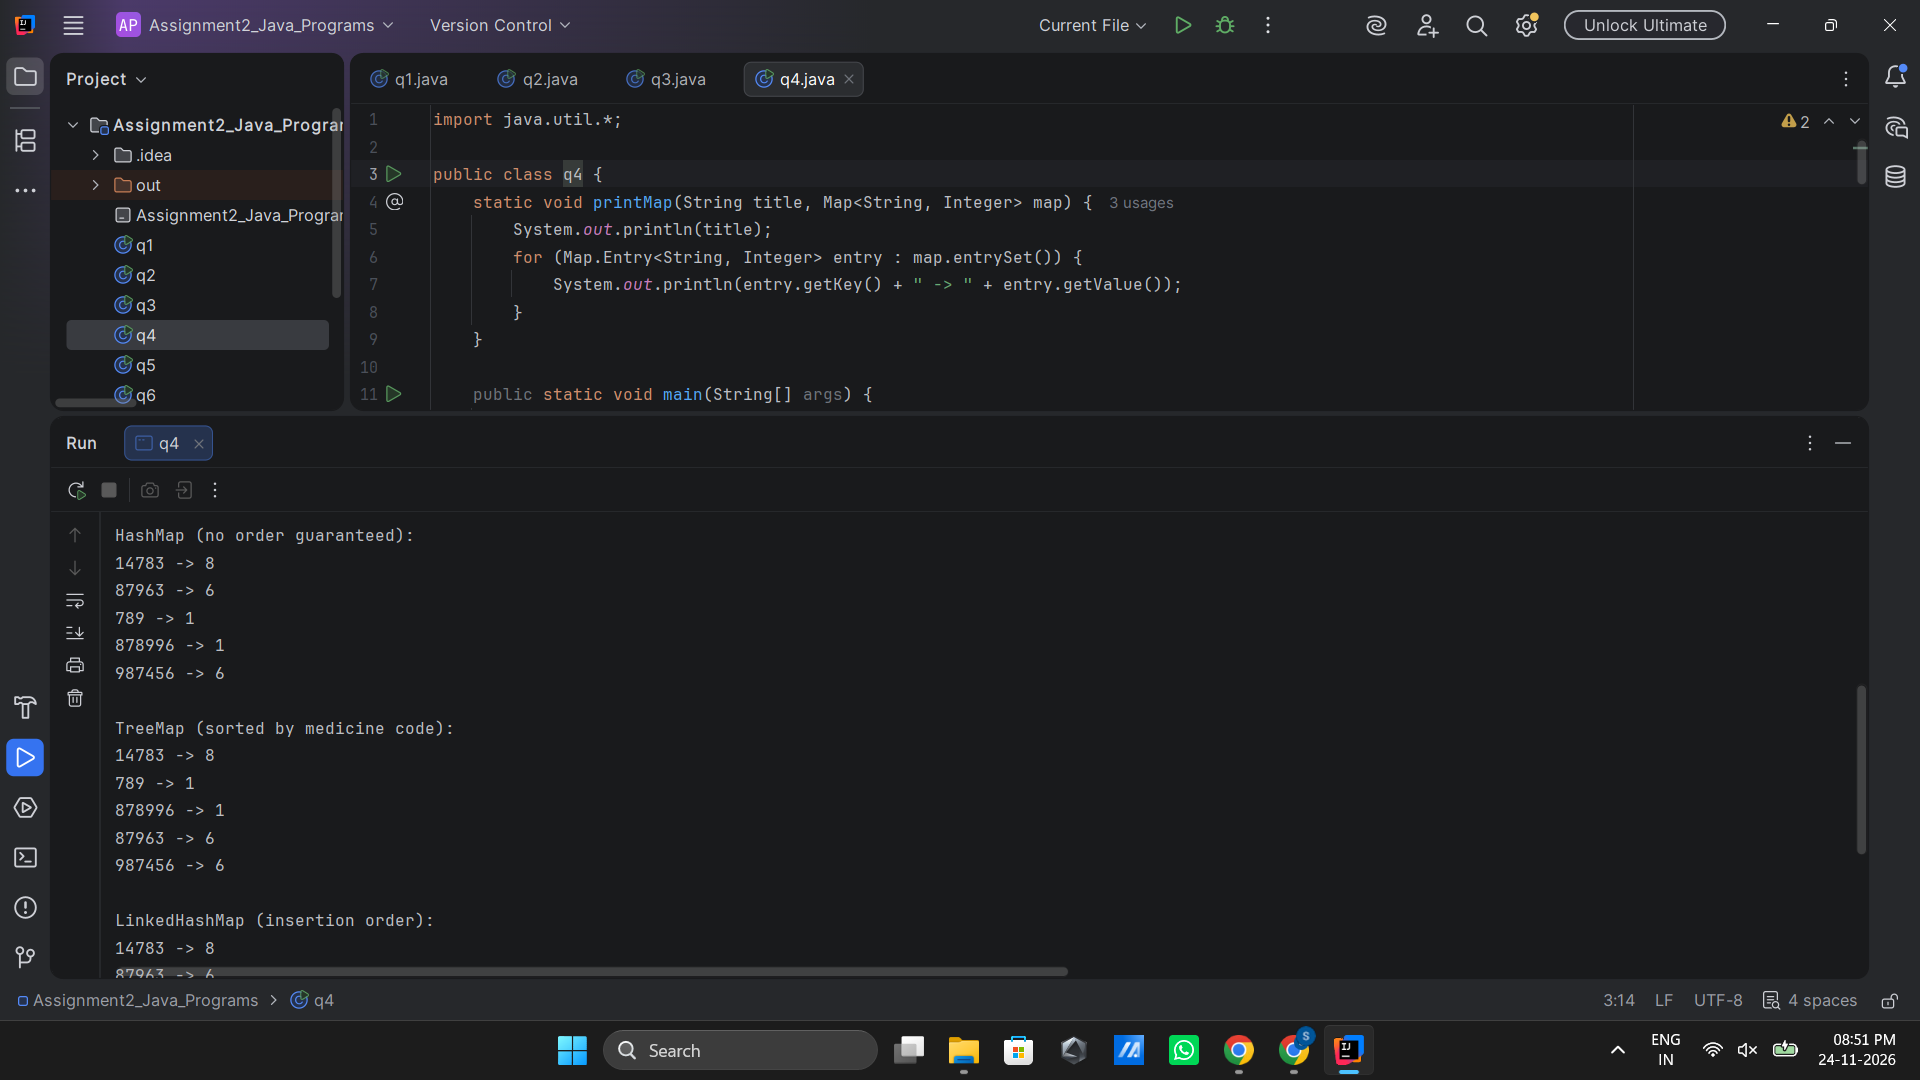 AP Assignment2_Java_Programs Version Control Current File Unlock Ultimate
Project
q1.java q2.java q3.java q4.java
Assignment2_Java_Progra
.idea
out
Assignment2_Java_Progra
q1
q2
q3
q4
q5
q6
2
1 import java.util.*;
2
3 public class q4 {
4 static void printMap(String title, Map<String, Integer> map) { 3 usages
5 System.out.println(title);
6 for (Map.Entry<String, Integer> entry : map.entrySet()) {
7 System.out.println(entry.getKey() + " -> " + entry.getValue());
8 }
9 }
10
11 public static void main(String[] args) {
Run q4
HashMap (no order guaranteed):
14783 -> 8
87963 -> 6
789 -> 1
878996 -> 1
987456 -> 6
TreeMap (sorted by medicine code):
14783 -> 8
789 -> 1
878996 -> 1
87963 -> 6
987456 -> 6
LinkedHashMap (insertion order):
14783 -> 8
87963 -> 6
Assignment2_Java_Programs > q4 3:14 LF UTF-8 4 spaces
Search
S
IJ
ENG
IN
08:51 PM
24-11-2026